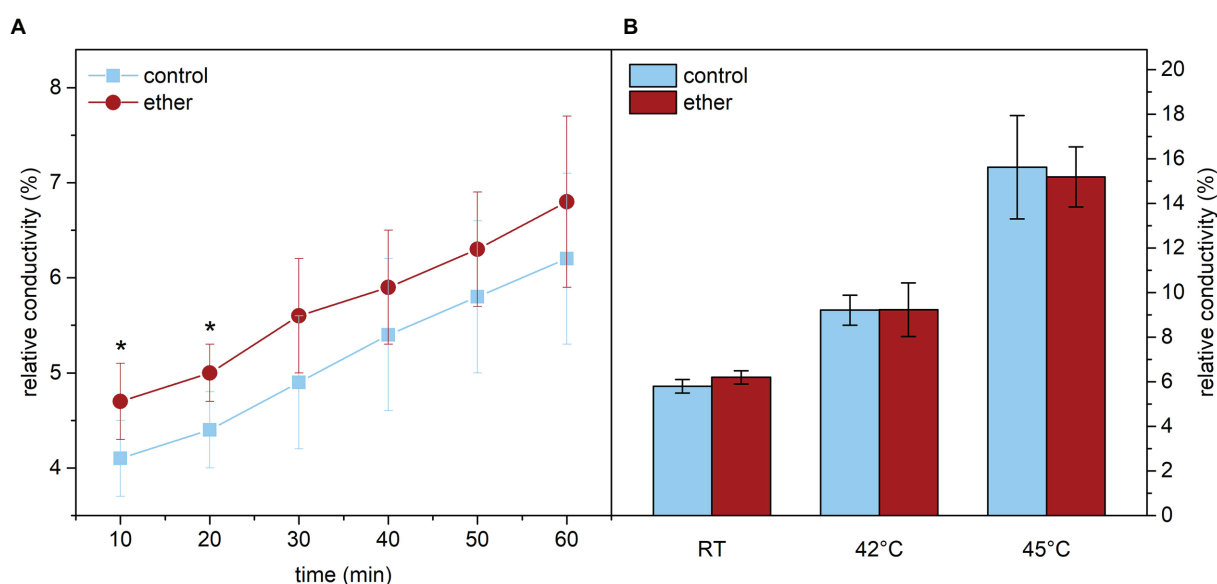 A
control
ether
*
*
8
7
6
5
4
relative conductivity (%)
10 20 30 40 50 60
time (min)
B
control
ether
20
18
16
14
12
10
8
6
4
2
0
relative conductivity (%)
RT 42°C 45°C